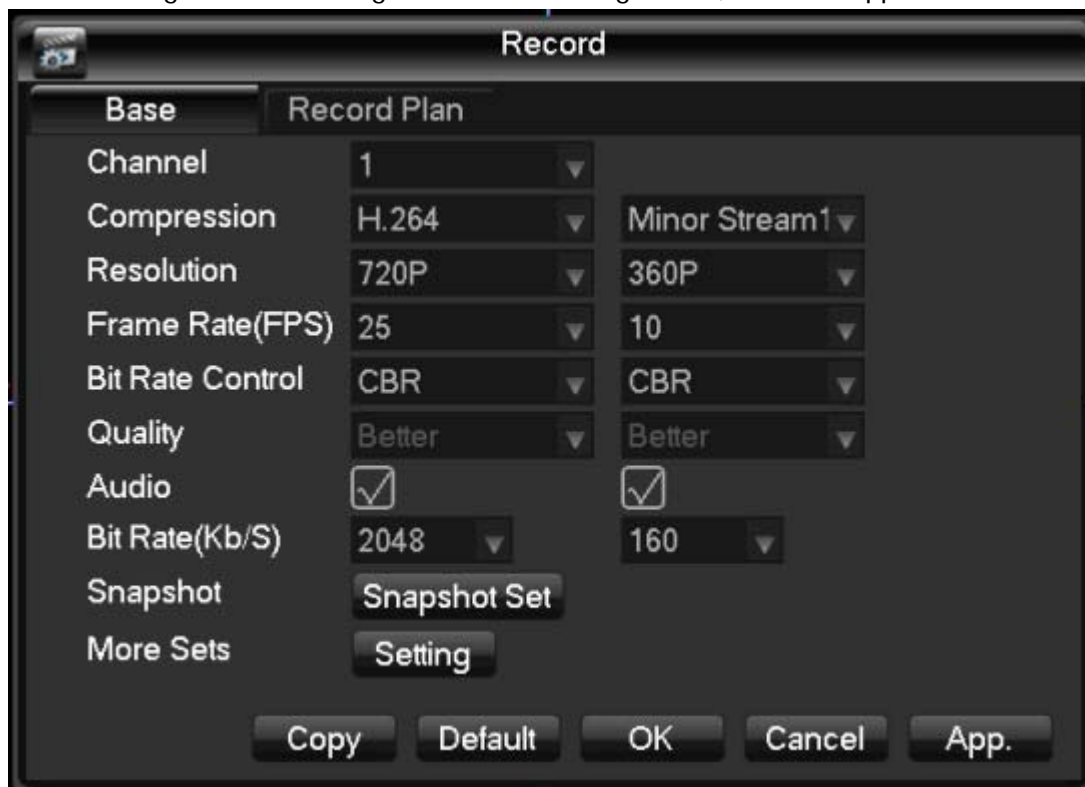 Record
Base Record Plan
Channel 1
Compression H.264 Minor Stream1
Resolution 720P 360P
Frame Rate(FPS) 25 10
Bit Rate Control CBR CBR
Quality Better Better
Audio
Bit Rate(Kb/S) 2048 160
Snapshot Snapshot Set
More Sets Setting
Copy Default OK Cancel App.